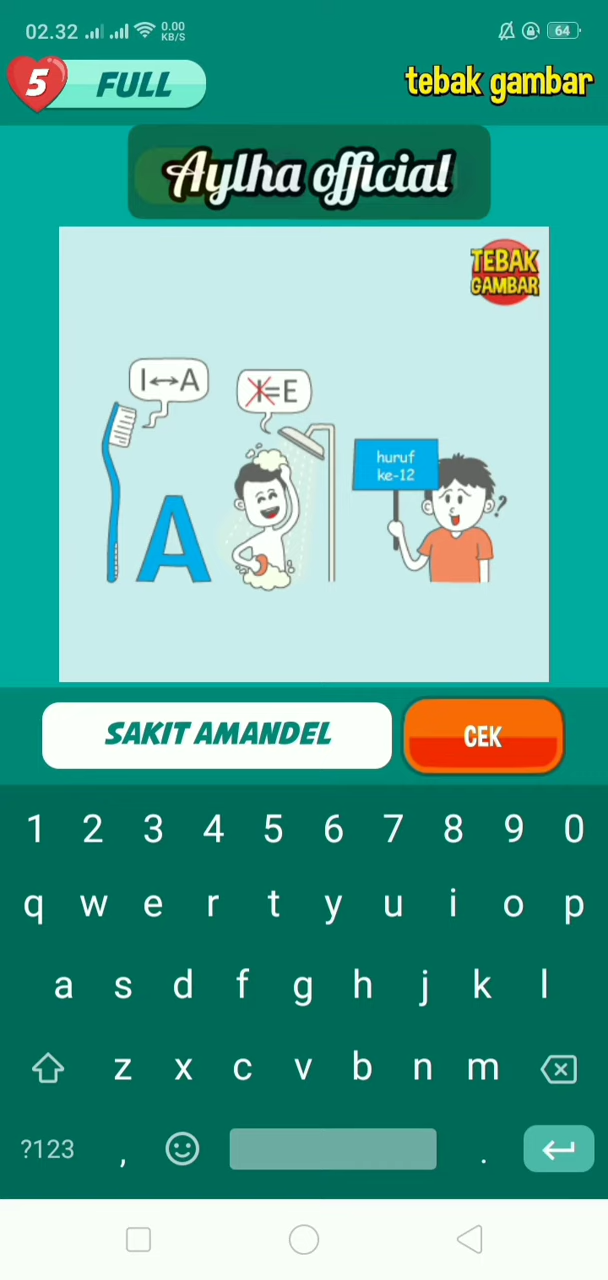 02.32
0.00
KB/S
64
5
FULL
tebak gambar
Aylha official
TEBAK
GAMBAR
I↔A
I=E
huruf
ke-12
?
A
SAKIT AMANDEL
CEK
1 2 3 4 5 6 7 8 9 0
q w e r t y u i o p
a s d f g h j k l
z x c v b n m
?123 , .